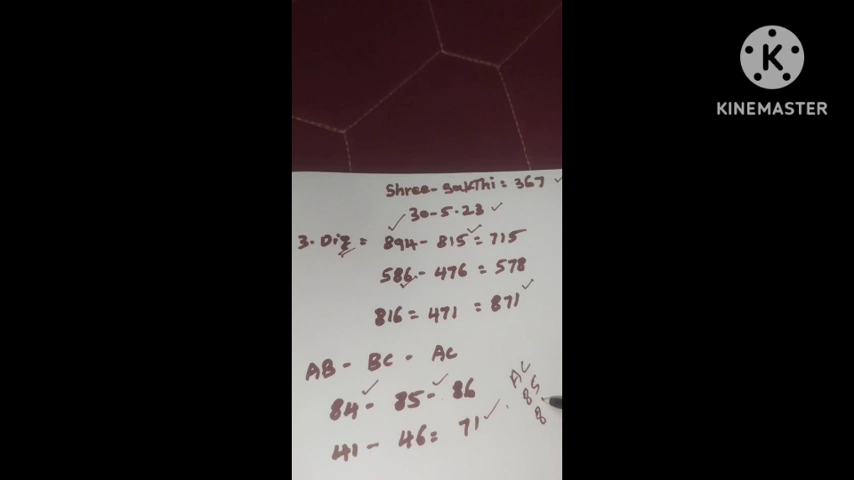 KINEMASTER
Shree-SakThi = 367 ✓
30-5-23 ✓
3. Dig = 894 - 815 = 715
586 - 476 = 578
816 = 471 = 871
AB - BC - AC
84 - 85 - 86
41 - 46 = 71 ✓
AC
85
8